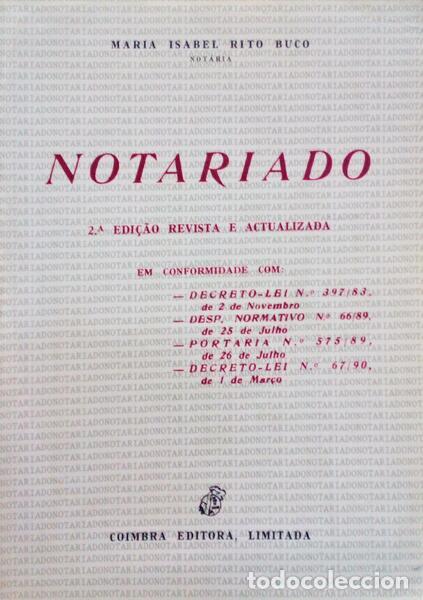 MARIA ISABEL RITO BUCO
NOTÁRIA
NOTARIADO
2.ª EDIÇÃO REVISTA E ACTUALIZADA
EM CONFORMIDADE COM:
— DECRETO-LEI N.º 397/83,
de 2 de Novembro
— DESP. NORMATIVO N.º 66/89,
de 25 de Julho
— PORTARIA N.º 575/89,
de 26 de Julho
— DECRETO-LEI N.º 67/90,
de 1 de Março
COIMBRA EDITORA, LIMITADA
todocoleccion